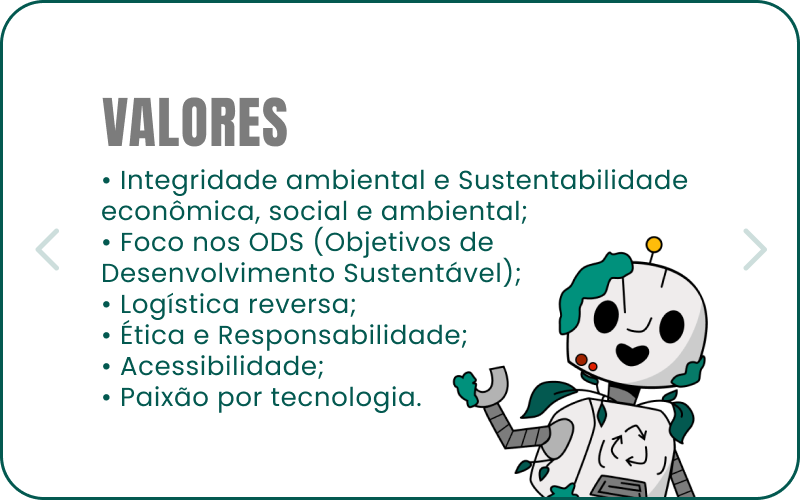 VALORES
• Integridade ambiental e Sustentabilidade
econômica, social e ambiental;
• Foco nos ODS (Objetivos de
Desenvolvimento Sustentável);
• Logística reversa;
• Ética e Responsabilidade;
• Acessibilidade;
• Paixão por tecnologia.